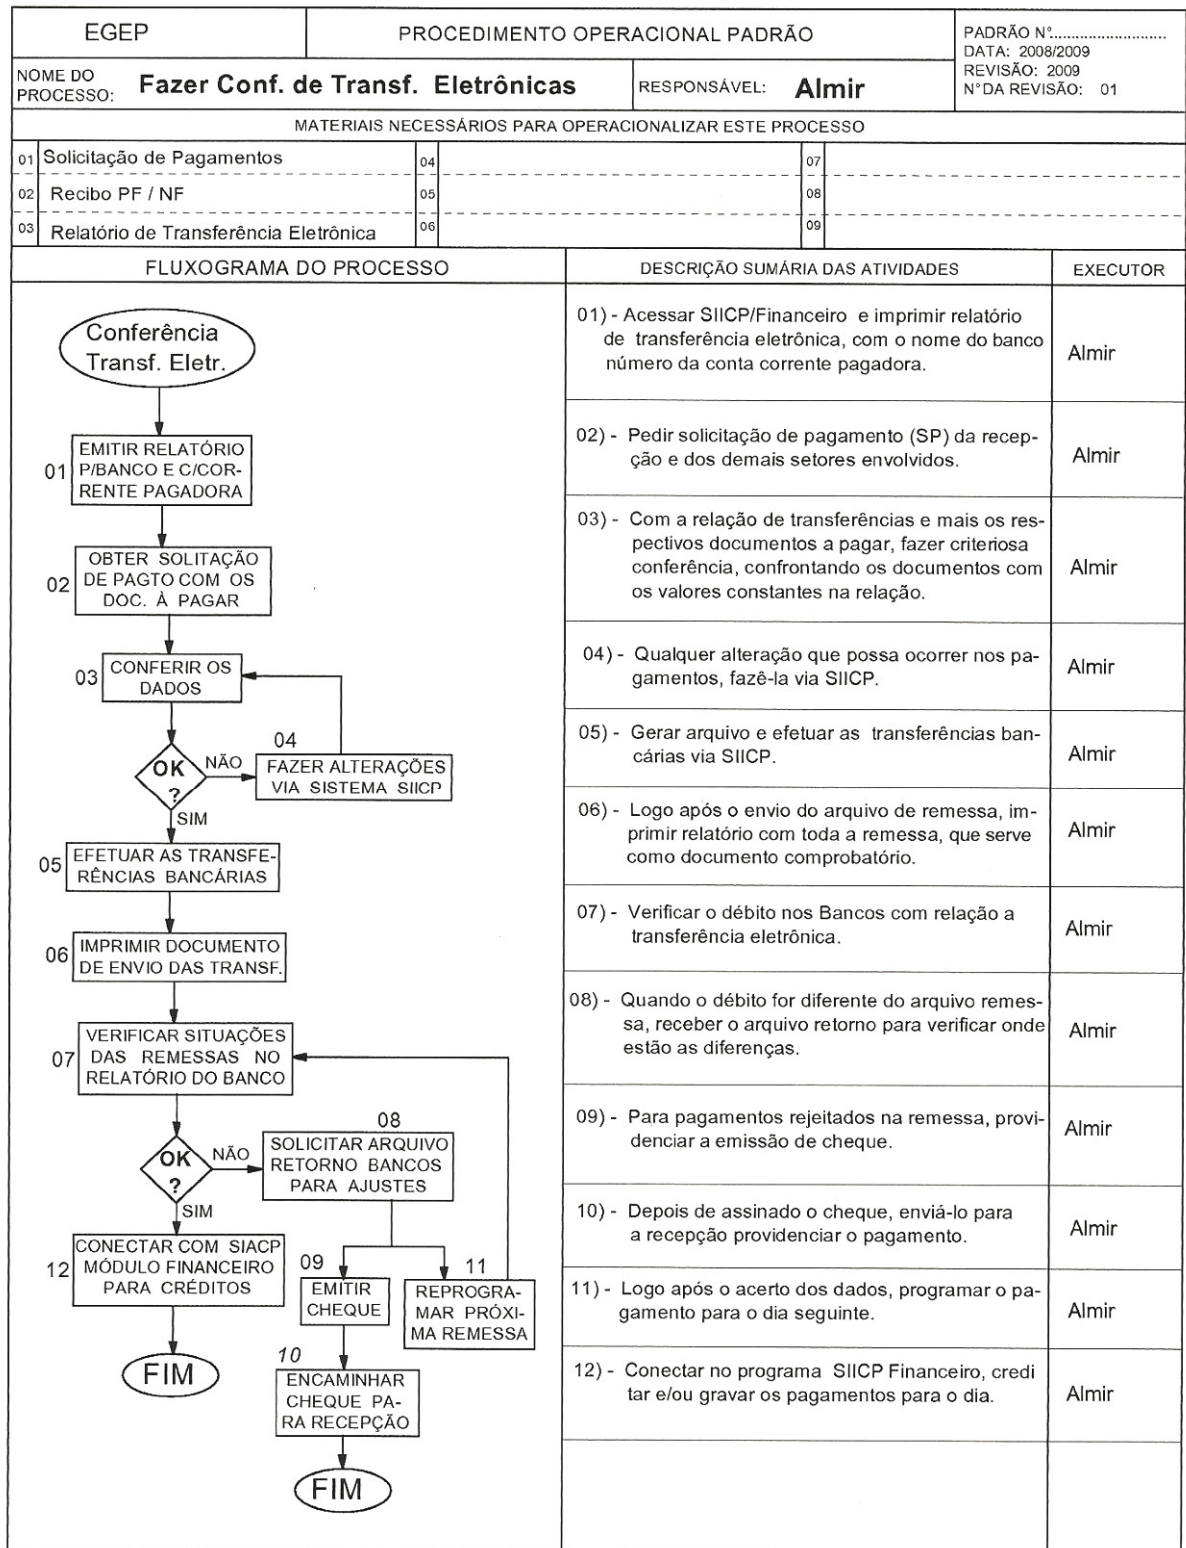 EGEP
PROCEDIMENTO OPERACIONAL PADRÃO
PADRÃO Nº............................
DATA: 2008/2009
REVISÃO: 2009
N°DA REVISÃO: 01
NOME DO
PROCESSO:
Fazer Conf. de Transf. Eletrônicas
RESPONSÁVEL:
Almir
MATERIAIS NECESSÁRIOS PARA OPERACIONALIZAR ESTE PROCESSO
01 Solicitação de Pagamentos
04
07
02 Recibo PF / NF
05
08
03 Relatório de Transferência Eletrônica
06
09
FLUXOGRAMA DO PROCESSO
Conferência
Transf. Eletr.
01
EMITIR RELATÓRIO
P/BANCO E C/COR-
RENTE PAGADORA
02
OBTER SOLITAÇÃO
DE PAGTO COM OS
DOC. À PAGAR
03
CONFERIR OS
DADOS
OK
?
NÃO
SIM
04
FAZER ALTERAÇÕES
VIA SISTEMA SIICP
05
EFETUAR AS TRANSFE-
RÊNCIAS BANCÁRIAS
06
IMPRIMIR DOCUMENTO
DE ENVIO DAS TRANSF.
07
VERIFICAR SITUAÇÕES
DAS REMESSAS NO
RELATÓRIO DO BANCO
OK
?
NÃO
SIM
08
SOLICITAR ARQUIVO
RETORNO BANCOS
PARA AJUSTES
12
CONECTAR COM SIACP
MÓDULO FINANCEIRO
PARA CRÉDITOS
FIM
09
EMITIR
CHEQUE
11
REPROGRA-
MAR PRÓXI-
MA REMESSA
10
ENCAMINHAR
CHEQUE PA-
RA RECEPÇÃO
FIM
DESCRIÇÃO SUMÁRIA DAS ATIVIDADES
EXECUTOR
01) - Acessar SIICP/Financeiro e imprimir relatório
de transferência eletrônica, com o nome do banco
número da conta corrente pagadora.
Almir
02) - Pedir solicitação de pagamento (SP) da recep-
ção e dos demais setores envolvidos.
Almir
03) - Com a relação de transferências e mais os res-
pectivos documentos a pagar, fazer criteriosa
conferência, confrontando os documentos com
os valores constantes na relação.
Almir
04) - Qualquer alteração que possa ocorrer nos pa-
gamentos, fazê-la via SIICP.
Almir
05) - Gerar arquivo e efetuar as transferências ban-
cárias via SIICP.
Almir
06) - Logo após o envio do arquivo de remessa, im-
primir relatório com toda a remessa, que serve
como documento comprobatório.
Almir
07) - Verificar o débito nos Bancos com relação a
transferência eletrônica.
Almir
08) - Quando o débito for diferente do arquivo remes-
sa, receber o arquivo retorno para verificar onde
estão as diferenças.
Almir
09) - Para pagamentos rejeitados na remessa, provi-
denciar a emissão de cheque.
Almir
10) - Depois de assinado o cheque, enviá-lo para
a recepção providenciar o pagamento.
Almir
11) - Logo após o acerto dos dados, programar o pa-
gamento para o dia seguinte.
Almir
12) - Conectar no programa SIICP Financeiro, credi
tar e/ou gravar os pagamentos para o dia.
Almir